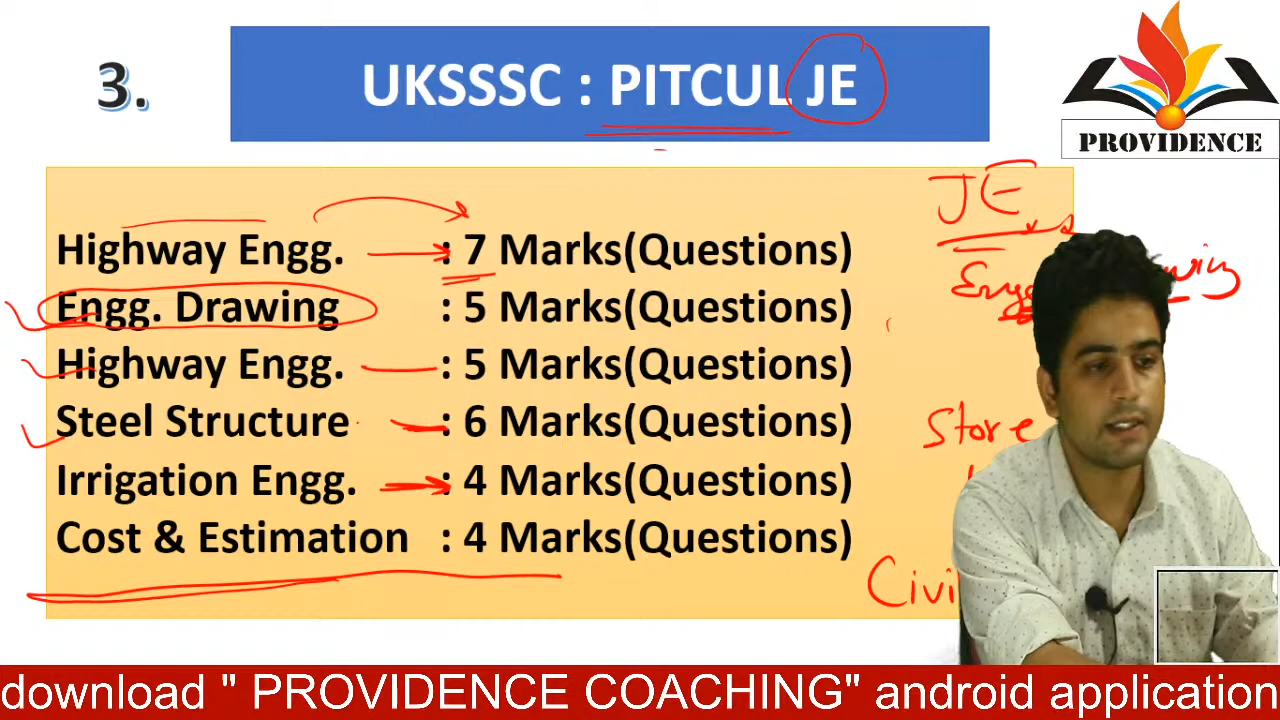 3.
UKSSSC : PITCUL JE
PROVIDENCE
JE
Highway Engg. : 7 Marks(Questions)
Engg. Drawing : 5 Marks(Questions)
Highway Engg. : 5 Marks(Questions)
Steel Structure : 6 Marks(Questions)
Store
Irrigation Engg. : 4 Marks(Questions)
Cost & Estimation : 4 Marks(Questions)
download " PROVIDENCE COACHING" android application